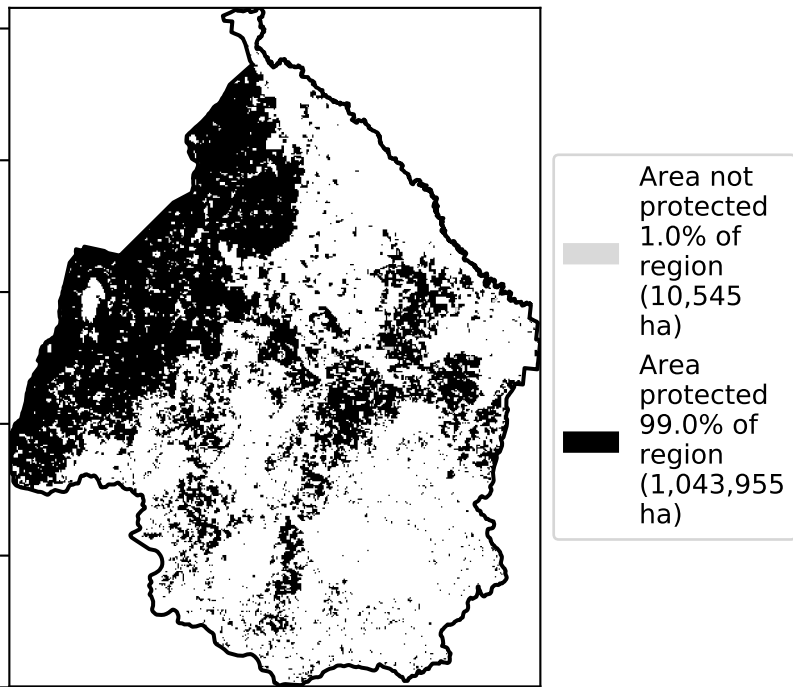 Area not
protected
1.0% of
region
(10,545
ha)
Area
protected
99.0% of
region
(1,043,955
ha)